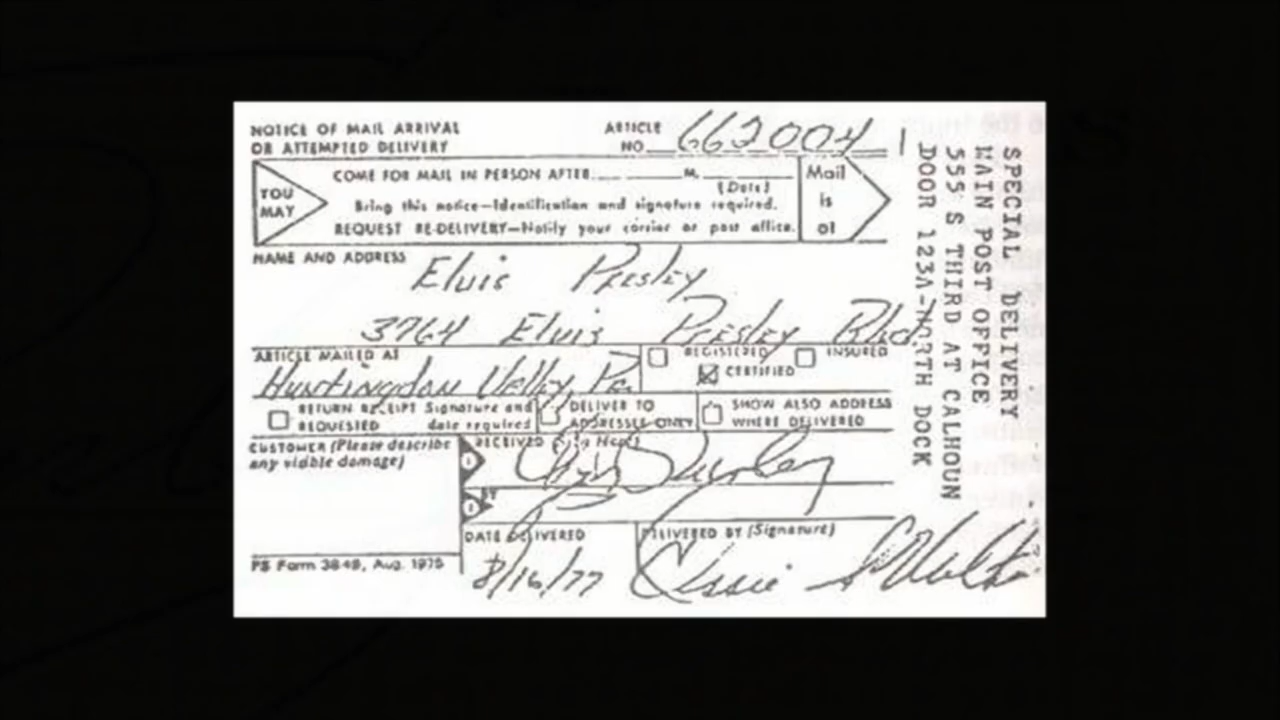 NOTICE OF MAIL ARRIVAL
OR ATTEMPTED DELIVERY
ARTICLE
NO. 662004
YOU
MAY
COME FOR MAIL IN PERSON AFTER M.
(Date)
Bring this notice—Identification and signature required.
REQUEST RE-DELIVERY—Notify your carrier or post office.
Mail
is
at
NAME AND ADDRESS
Elvis Presley
3764 Elvis Presley Blvd.
ARTICLE MAILED AT
Huntingdon Valley, Pa
REGISTERED
INSURED
CERTIFIED
RETURN RECEIPT Signature and
REQUESTED date required
DELIVER TO
ADDRESSEE ONLY
SHOW ALSO ADDRESS
WHERE DELIVERED
CUSTOMER (Please describe
any visible damage)
RECEIVED (Sign Here)
1
BY
2
DATE DELIVERED
8/16/77
DELIVERED BY (Signature)
PS Form 3849, Aug. 1975
SPECIAL DELIVERY
MAIN POST OFFICE
555 S THIRD AT CALHOUN
DOOR 123A-NORTH DOCK